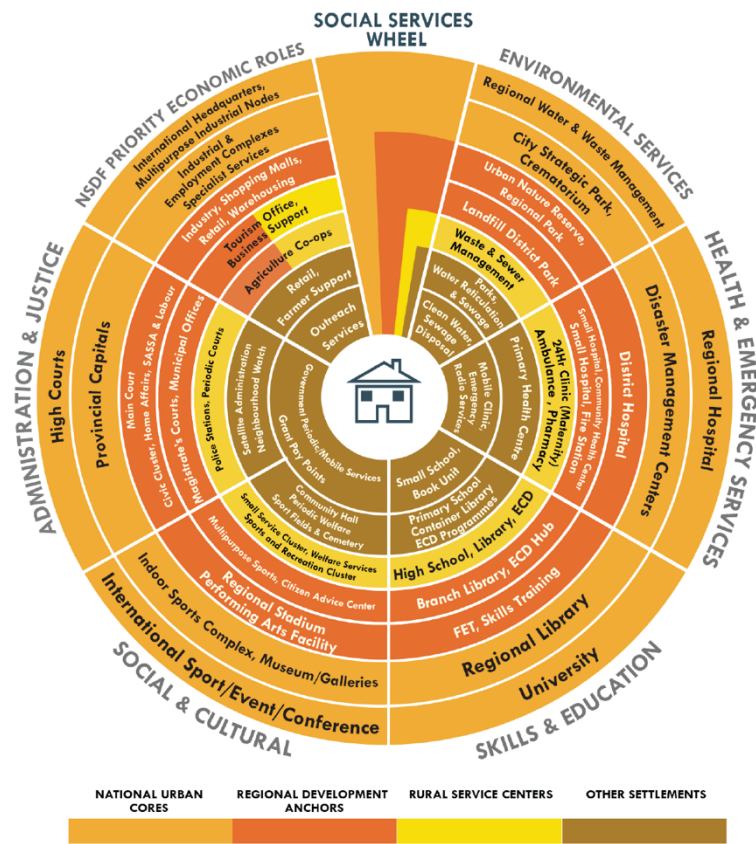 SOCIAL SERVICES
WHEEL
NSDF PRIORITY ECONOMIC ROLES
International Headquarters,
Multipurpose Industrial Nodes
Industrial &
Employment Complexes
Specialist Services
Industry, Shopping Malls,
Retail, Warehousing
Tourism Office,
Business Support
Agriculture Co-ops
Retail,
Farmer Support
Outreach
Services
ENVIRONMENTAL SERVICES
Regional Water & Waste Management
City Strategic Park,
Crematorium
Urban Nature Reserve,
Regional Park
Landfill District Park
Waste & Sewer
Management
Parks,
Water Reticulation
& Sewage
Clean Water,
Sewage
Disposal
HEALTH & EMERGENCY SERVICES
Regional Hospital
Disaster Management Centers
District Hospital
Small Hospital, Community Health Center
Small Hospital, Fire Station
24Hr Clinic (Maternity)
Ambulance , Pharmacy
Primary Health Centre
Mobile Clinic
Emergency
Radio Services
SKILLS & EDUCATION
Small School,
Book Unit
Primary School
Container Library
ECD Programmes
High School, Library, ECD
Branch Library, ECD Hub
FET, Skills Training
Regional Library
University
SOCIAL & CULTURAL
Community Hall
Periodic Welfare
Sport Fields & Cemetery
Small Service Cluster, Welfare Services
Sports and Recreation Cluster
Multipurpose Sports, Citizen Advice Center
Regional Stadium
Performing Arts Facility
Indoor Sports Complex, Museum/Galleries
International Sport/Event/Conference
ADMINISTRATION & JUSTICE
High Courts
Provincial Capitals
Main Court
Civic Cluster, Home Affairs, SASSA & Labour
Magistrate's Courts, Municipal Offices
Police Stations, Periodic Courts
Satellite Administration
Neighbourhood Watch
Government Periodic/Mobile Services
Grant Pay Points
NATIONAL URBAN
CORES
REGIONAL DEVELOPMENT
ANCHORS
RURAL SERVICE CENTERS
OTHER SETTLEMENTS